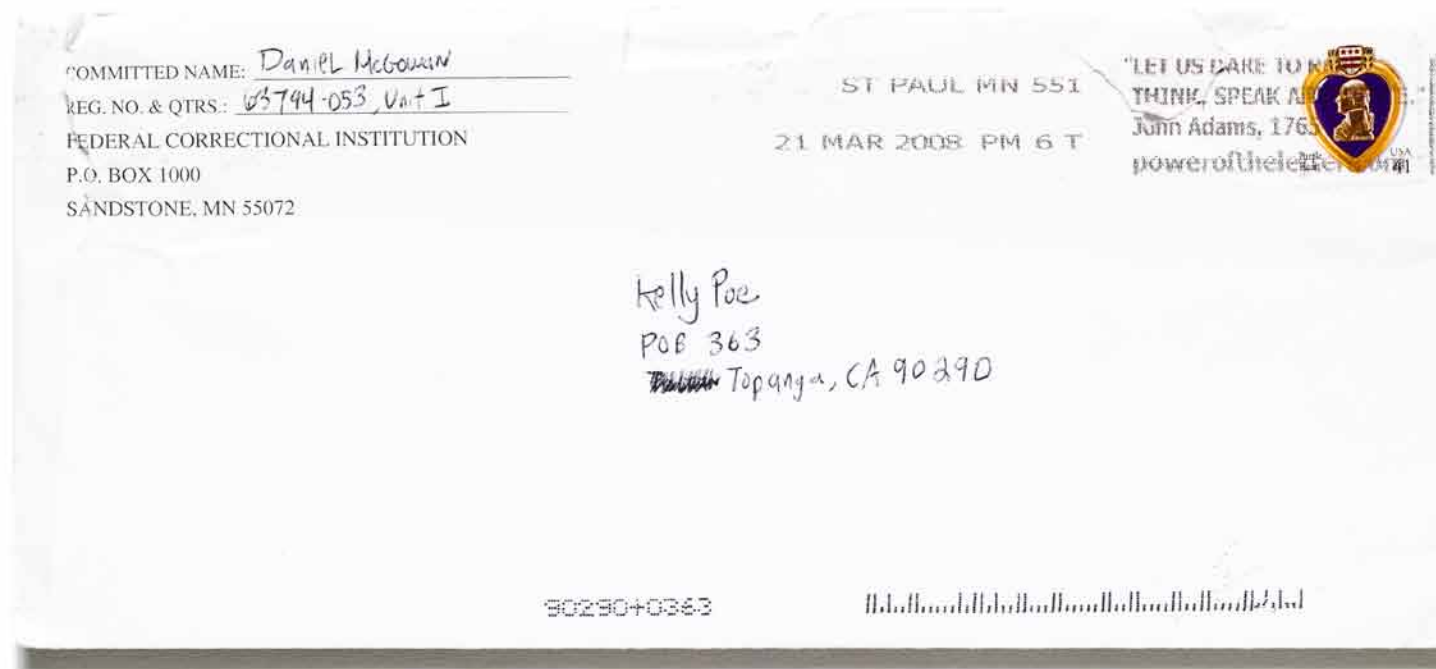 COMMITTED NAME: Daniel McGowan
REG. NO. & QTRS.: 63794-053, Unit I
FEDERAL CORRECTIONAL INSTITUTION
P.O. BOX 1000
SANDSTONE, MN 55072
ST PAUL MN 551
21 MAR 2008 PM 6 T
"LET US DARE TO
THINK, SPEAK
John Adams, 1765
USA
41
Kelly Poe
POB 363
Topanga, CA 90290
90290+0363